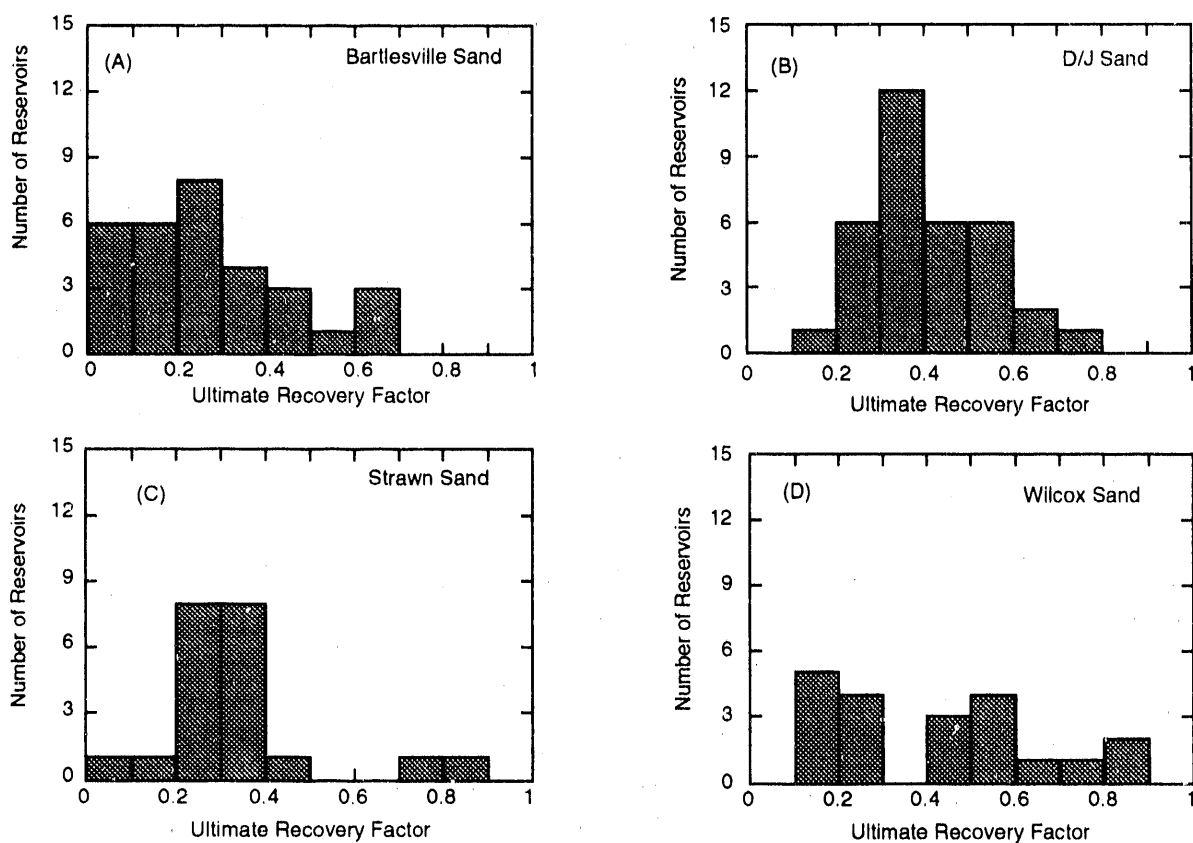 (A)
Bartlesville Sand
Number of Reservoirs
15
12
9
6
3
0
0 0.2 0.4 0.6 0.8 1
Ultimate Recovery Factor
(B)
D/J Sand
Number of Reservoirs
15
12
9
6
3
0
0 0.2 0.4 0.6 0.8 1
Ultimate Recovery Factor
(C)
Strawn Sand
Number of Reservoirs
15
12
9
6
3
0
0 0.2 0.4 0.6 0.8 1
Ultimate Recovery Factor
(D)
Wilcox Sand
Number of Reservoirs
15
12
9
6
3
0
0 0.2 0.4 0.6 0.8 1
Ultimate Recovery Factor